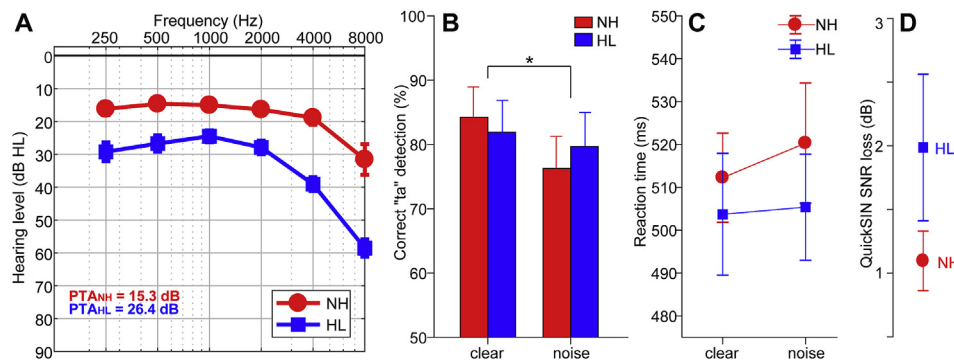 A
Frequency (Hz)
250 500 1000 2000 4000 8000
Hearing level (dB HL)
0
10
20
30
40
50
60
70
80
90
PTANH = 15.3 dB
PTAHL = 26.4 dB
NH
HL
B
NH
HL
*
Correct "ta" detection (%)
100
90
80
70
60
50
clear noise
C
NH
HL
Reaction time (ms)
550
540
530
520
510
500
490
480
clear noise
D
QuickSIN SNR loss (dB)
3
2
1
HL
NH